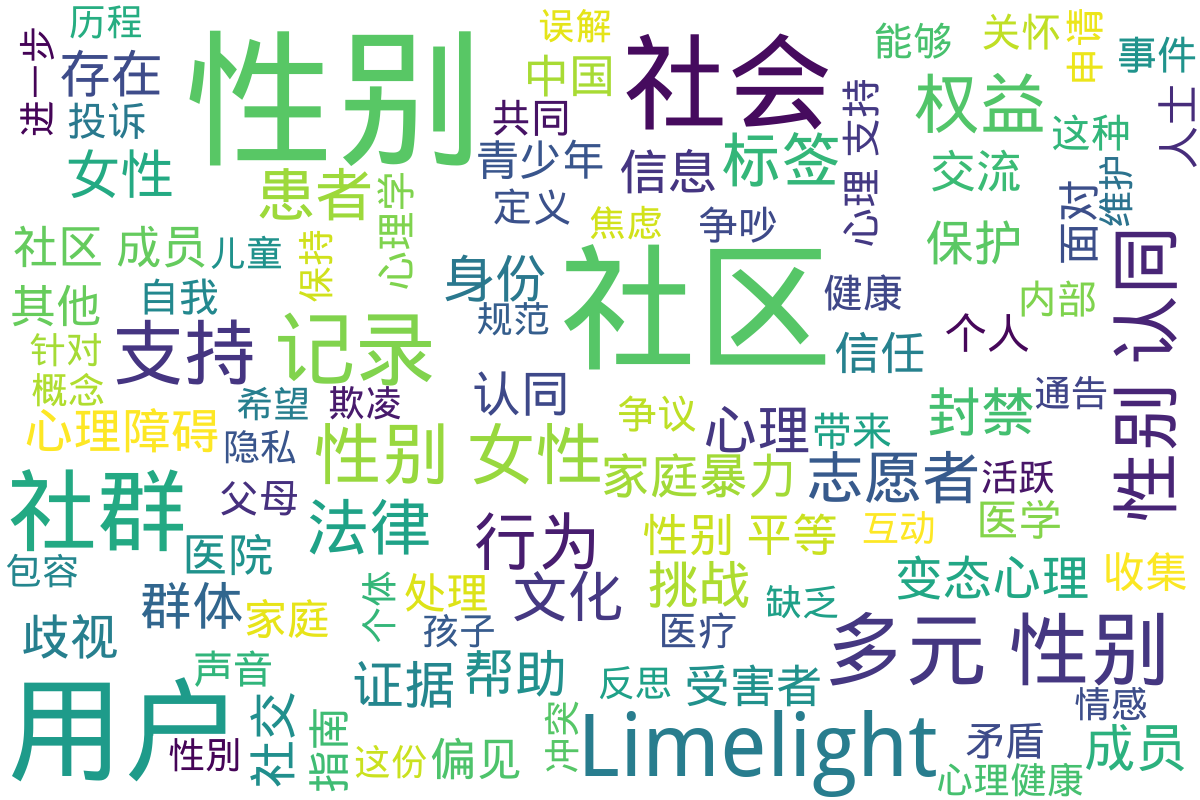 历程
误解
关怀
申请
能够
事件
进一步
存在
性别
社会
中国
权益
人士
投诉
共同
支持
心理
标签
这种
女性
患者
心理学
青少年
信息
交流
维护
定义
焦虑
争吵
面对
社区
成员
儿童
保持
身份
社区
保护
性别 认同
其他
自我
规范
健康
内部
支持
记录
信任
个人
针对
概念
希望
欺凌
认同
争议
心理
带来
封禁
通告
心理障碍
隐私
性别 女性
家庭暴力
志愿者
活跃
社群
父母
法律
行为
性别 平等
互动
医学
包容
医院
群体
家庭
个体
处理
文化
挑战
缺乏
变态心理
收集
歧视
孩子
医疗
多元 性别
声音
证据
帮助
反思
受害者
情感
用户
性別
社交
指南
这份
偏见
冲突
Limelight
矛盾
成员
心理健康